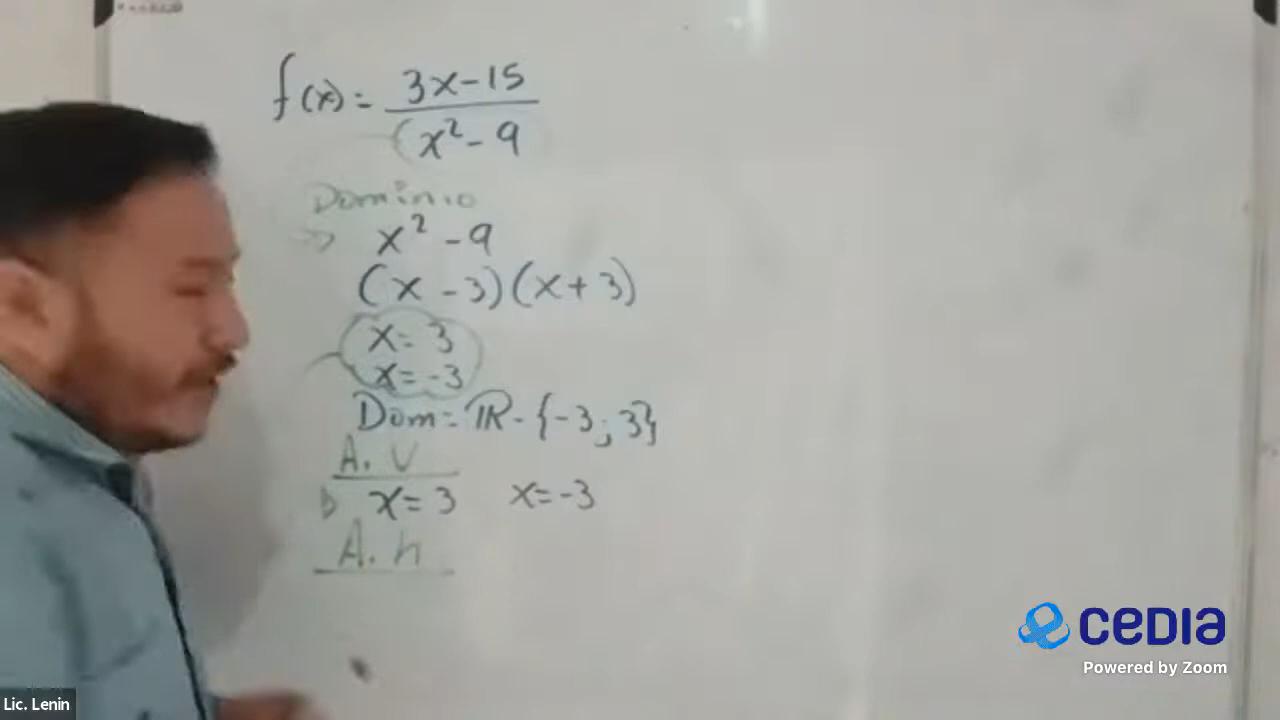 f(x) = 3x-15
(x² - 9
Dominio
→ x² - 9
(x - 3)(x + 3)
x = 3
x = -3
Dom = ℝ - {-3; 3}
A. V
x = 3 x = -3
A. h
CEDIA
Powered by Zoom
Lic. Lenin